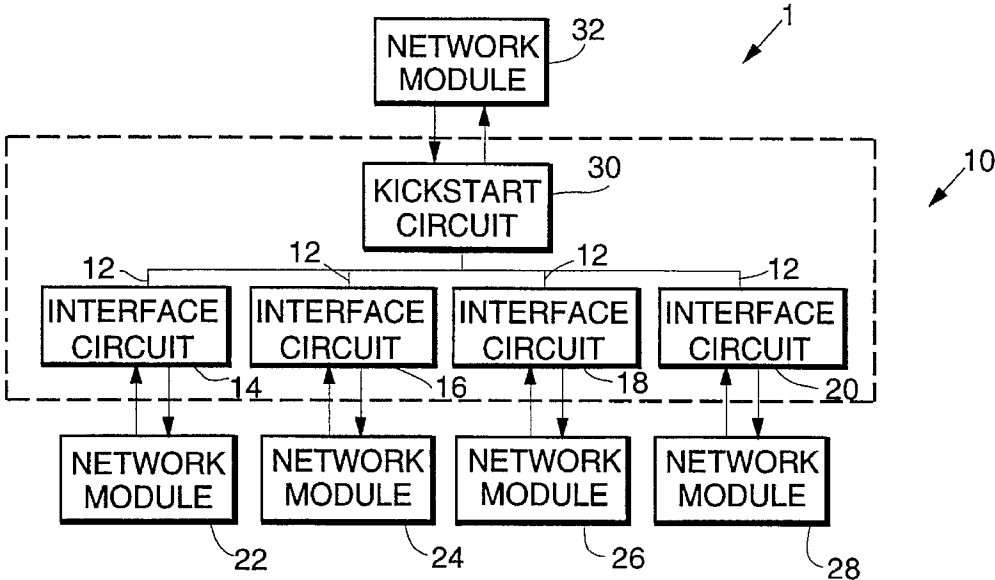 NETWORK
MODULE
32
1
10
KICKSTART
CIRCUIT
30
12
12
12
12
INTERFACE
CIRCUIT
14
INTERFACE
CIRCUIT
16
INTERFACE
CIRCUIT
18
INTERFACE
CIRCUIT
20
NETWORK
MODULE
22
NETWORK
MODULE
24
NETWORK
MODULE
26
NETWORK
MODULE
28